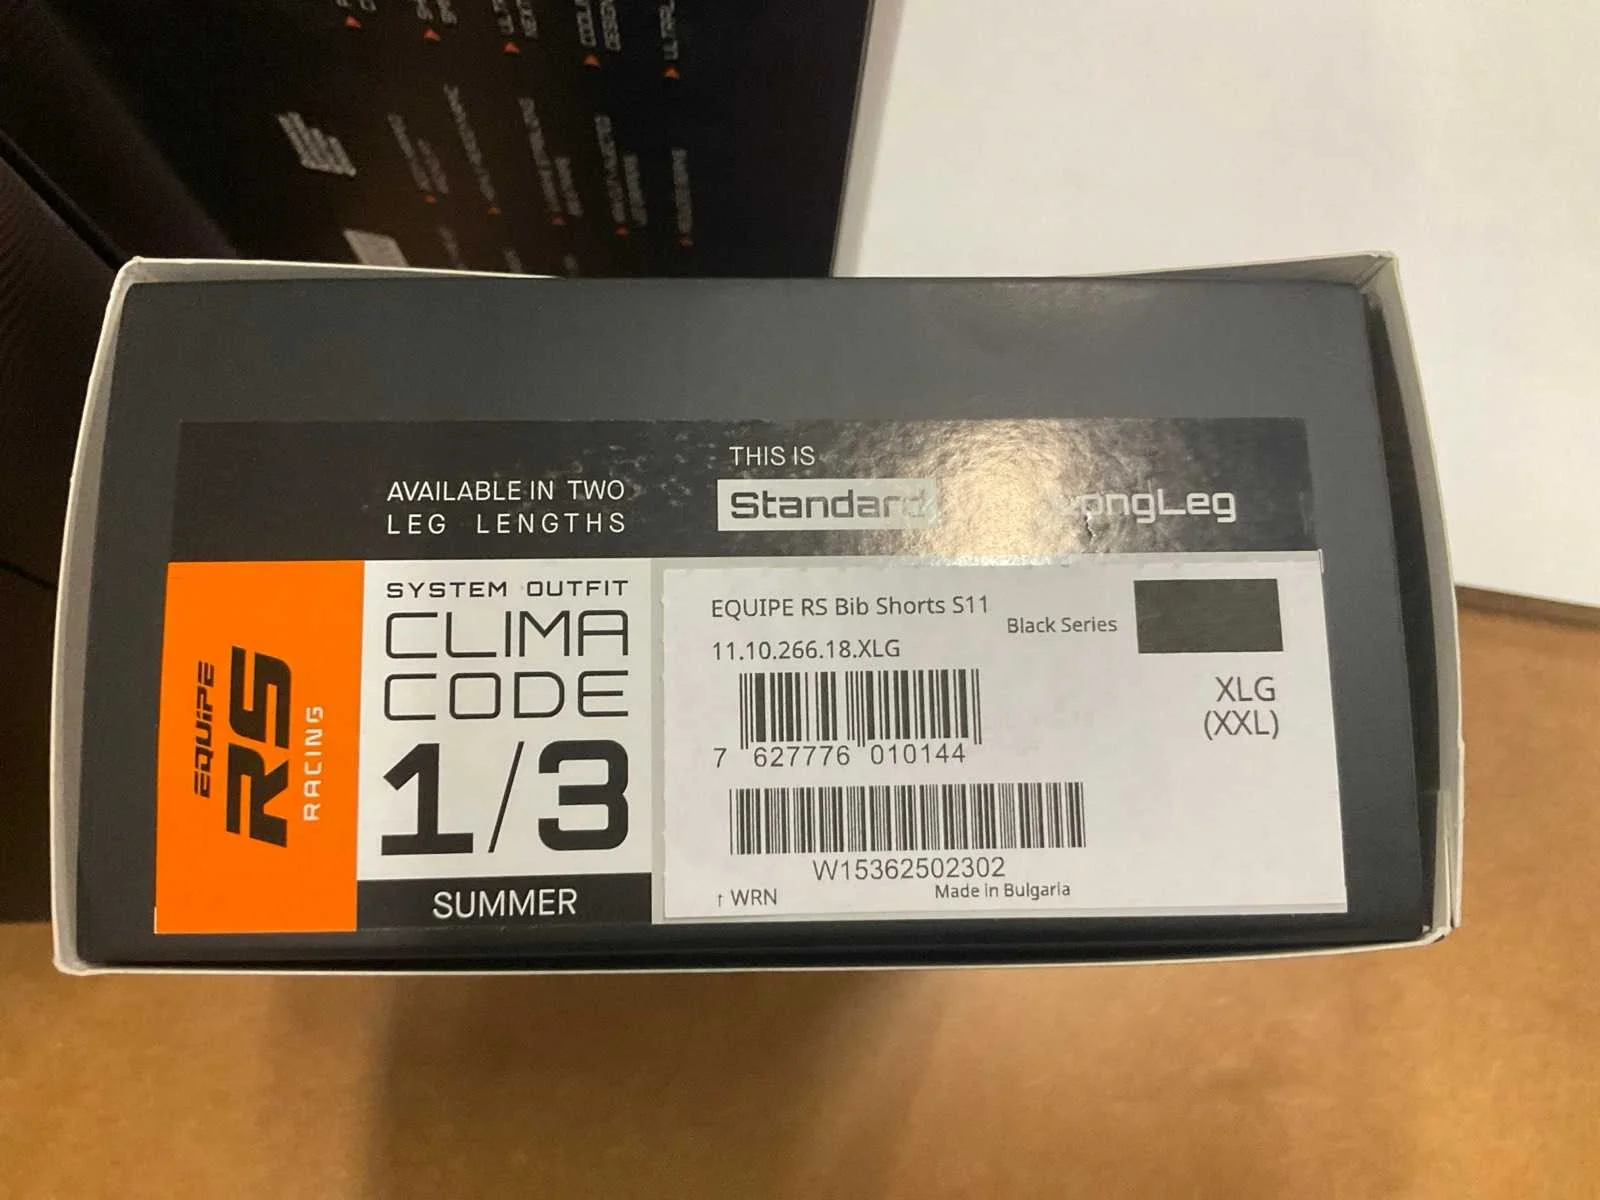 THIS IS
AVAILABLE IN TWO
LEG LENGTHS
Standard
LongLeg
EQUIPE
RS
RACING
SYSTEM OUTFIT
CLIMA
CODE
1/3
SUMMER
EQUIPE RS Bib Shorts S11
Black Series
11.10.266.18.XLG
XLG
(XXL)
7 627776 010144
W15362502302
↑ WRN
Made in Bulgaria